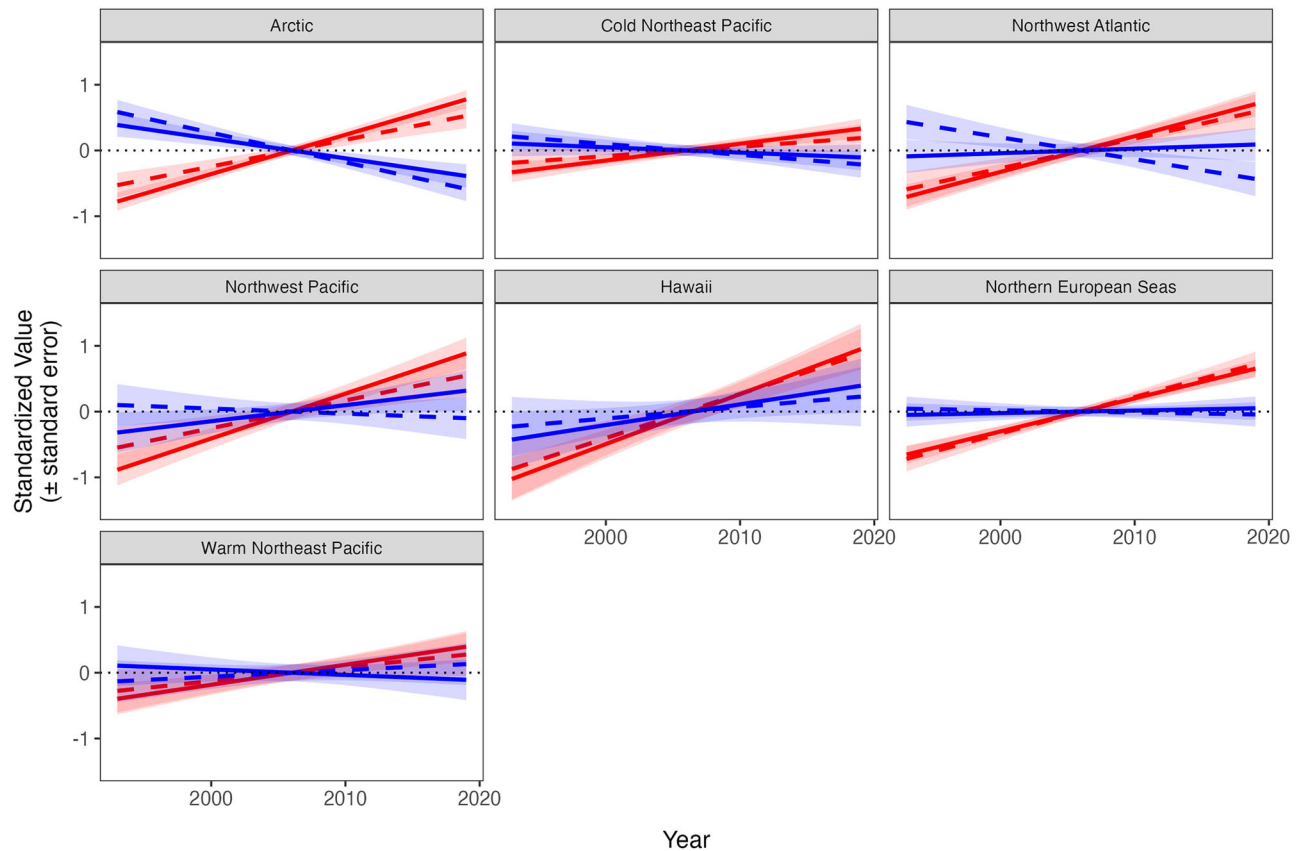 Arctic
Cold Northeast Pacific
Northwest Atlantic
1
0
-1
Northwest Pacific
Hawaii
Northern European Seas
1
0
-1
2000
2010
2020
2000
2010
2020
Warm Northeast Pacific
1
0
-1
2000
2010
2020
Standardized Value
(± standard error)
Year